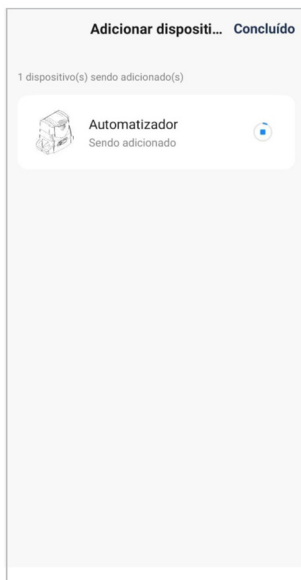 Adicionar dispositi... Concluído
1 dispositivo(s) sendo adicionado(s)
Automatizador
Sendo adicionado